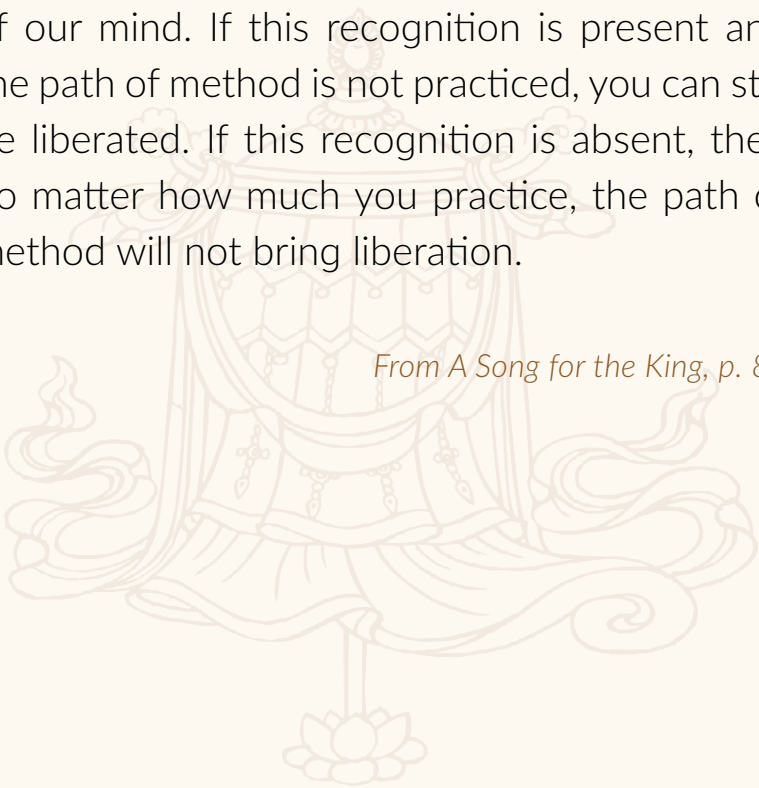 f our mind. If this recognition is present an
ne path of method is not practiced, you can st
e liberated. If this recognition is absent, the
o matter how much you practice, the path
nethod will not bring liberation.
From A Song for the King, p. 8